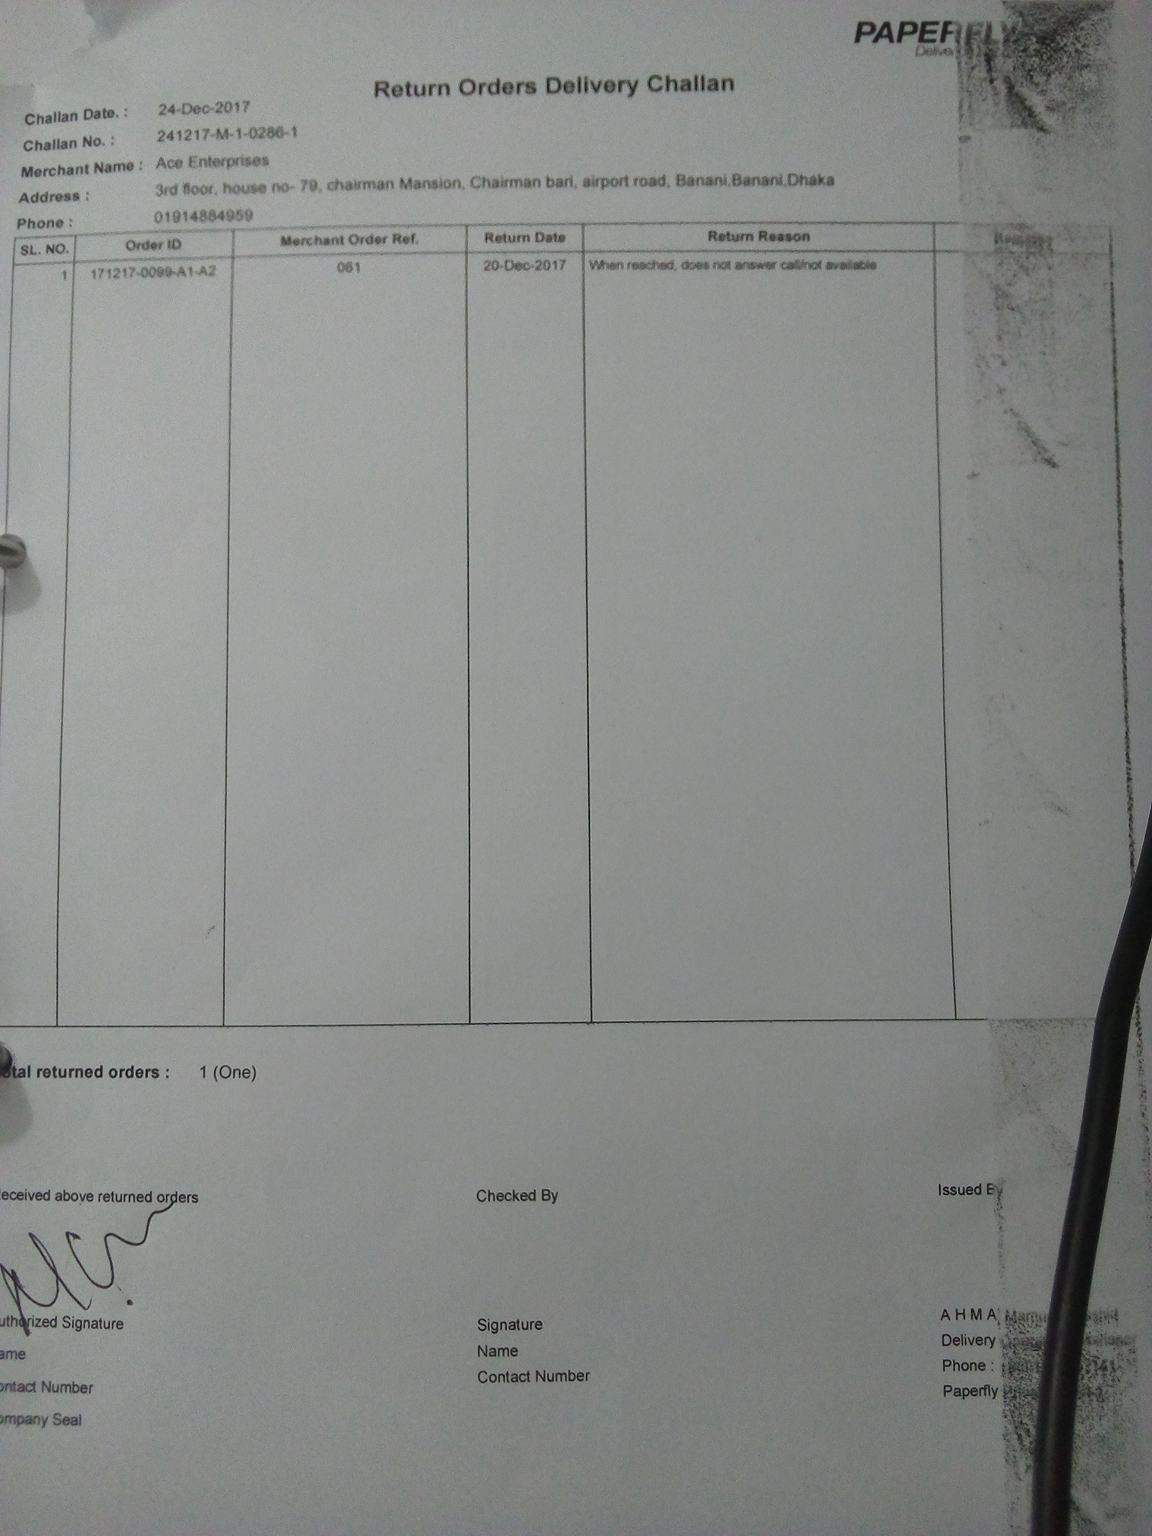 PAPERFLY
Return Orders Delivery Challan
Challan Date. : 24-Dec-2017
Challan No. : 241217-M-1-0286-1
Merchant Name : Ace Enterprises
Address : 3rd floor, house no- 79, chairman Mansion, Chairman bari, airport road, Banani,Banani,Dhaka
Phone : 01914884959
SL. NO. Order ID Merchant Order Ref. Return Date Return Reason
1 171217-0099-A1-A2 061 20-Dec-2017 When reached, does not answer call/not available
otal returned orders : 1 (One)
eceived above returned orders Checked By Issued By
uthorized Signature Signature A H M A
ame Name Delivery
ontact Number Contact Number Phone :
ompany Seal Paperfly